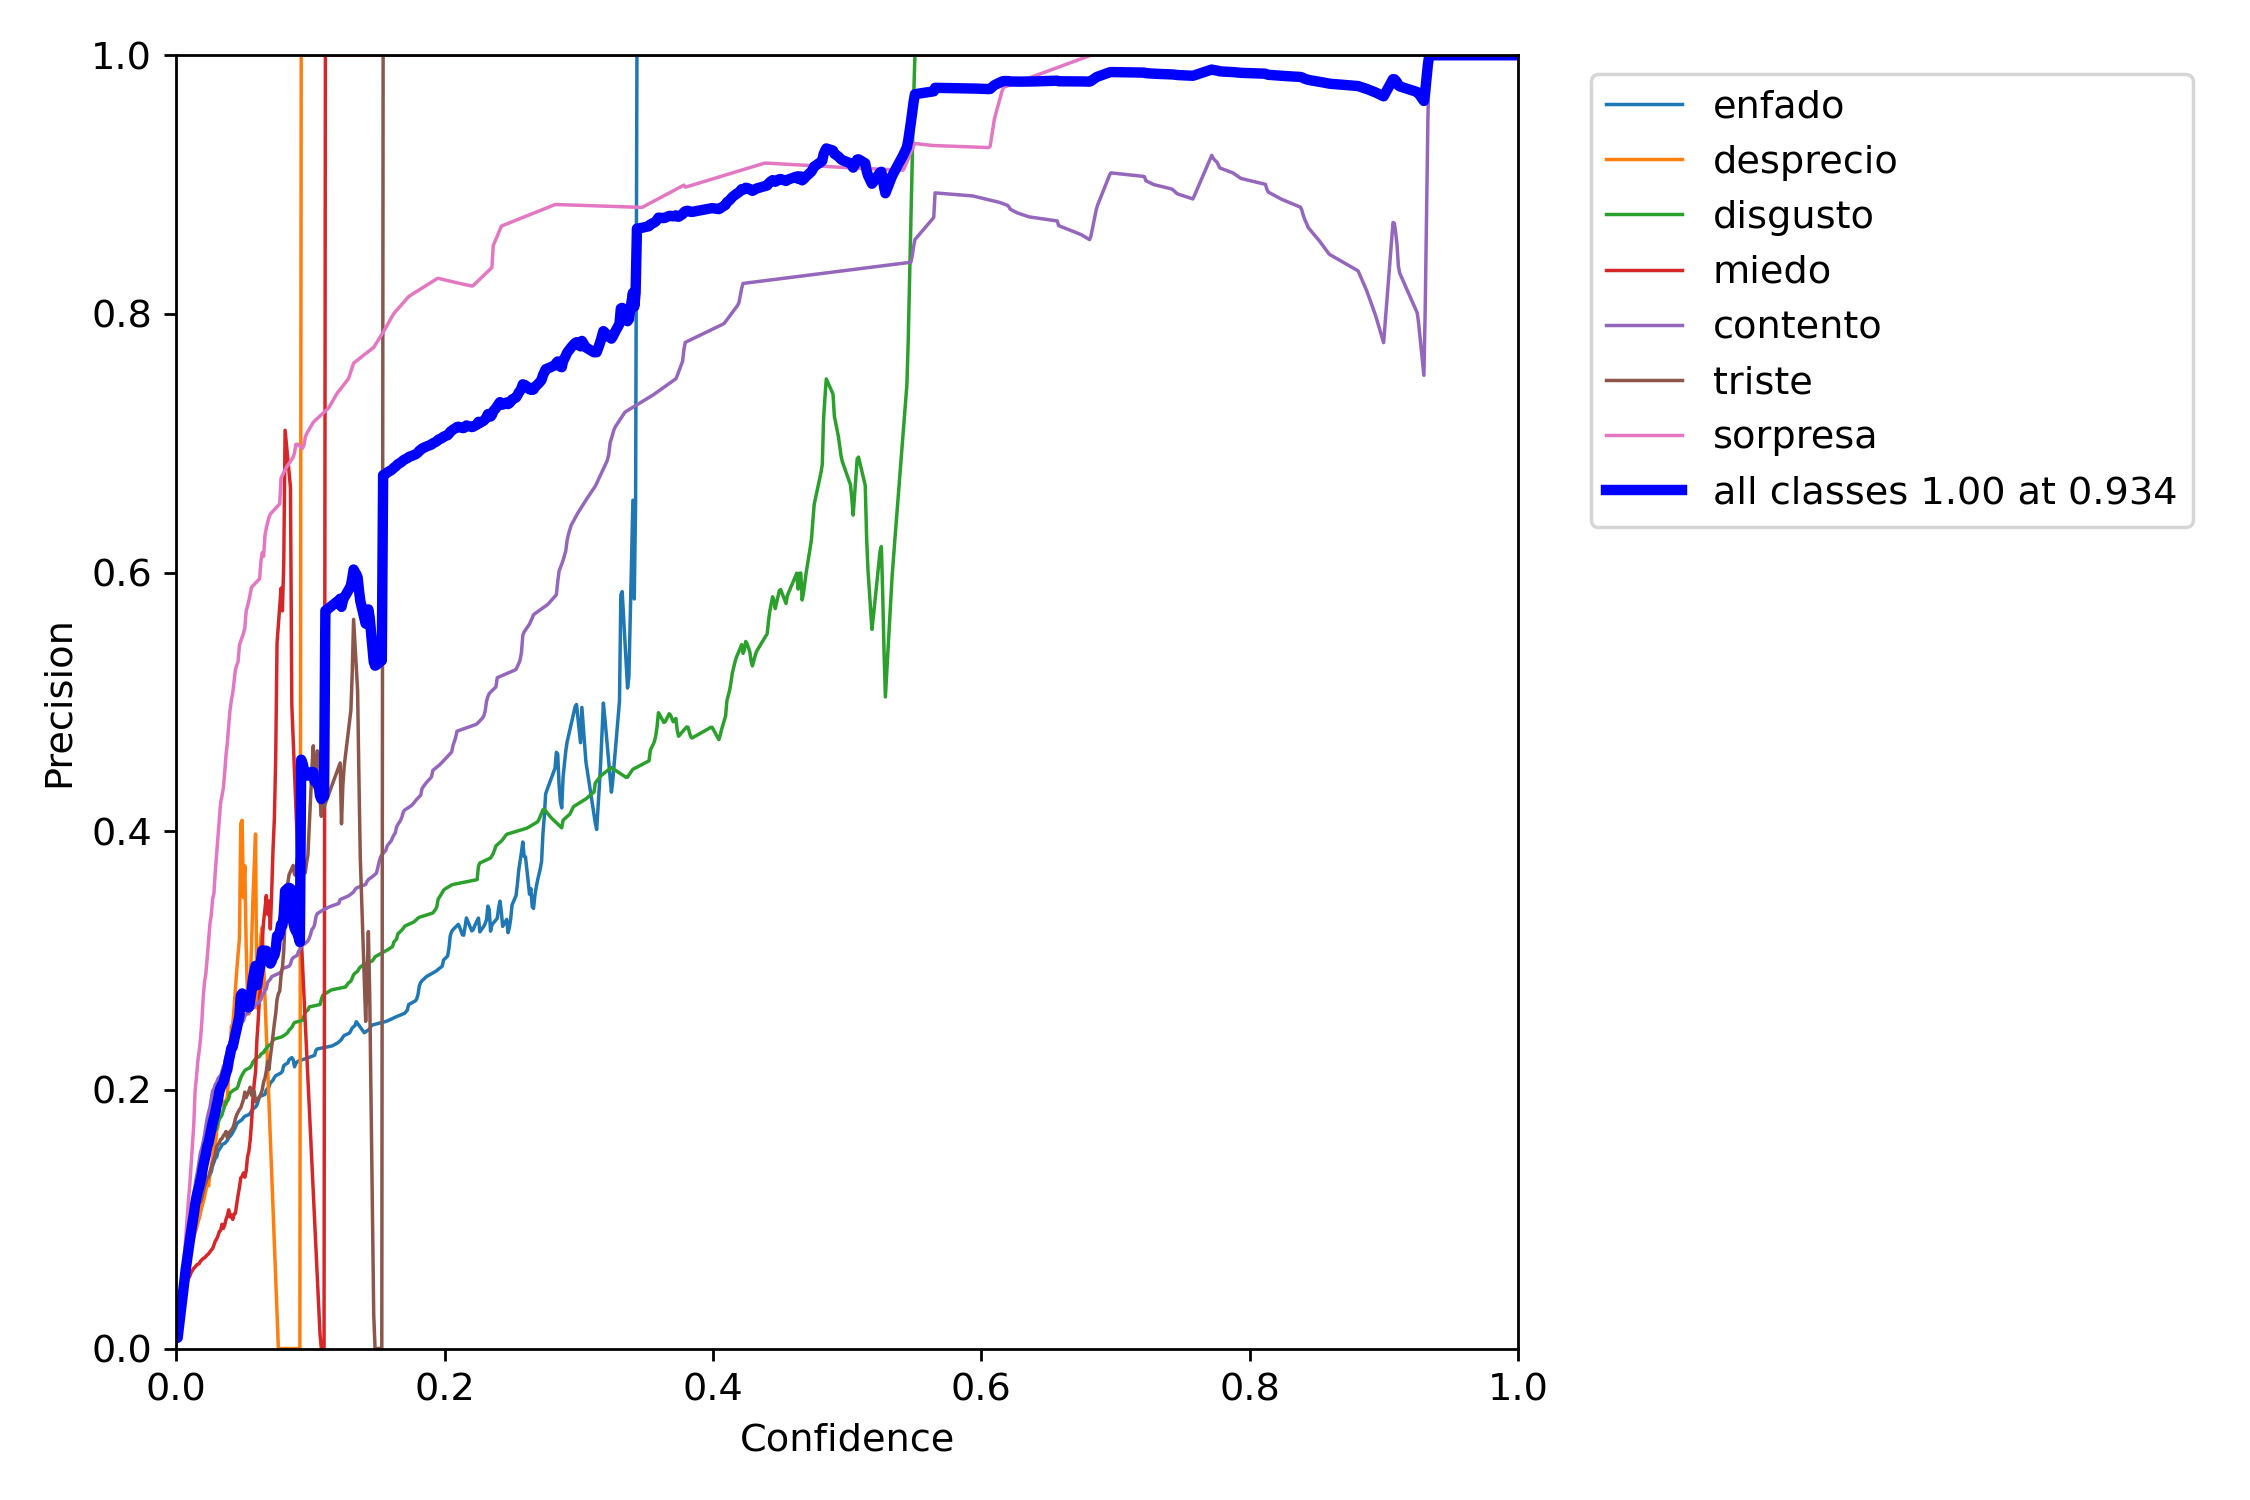 1.0
0.8
0.6
0.4
0.2
0.0
Precision
0.0 0.2 0.4 0.6 0.8 1.0
Confidence
enfado
desprecio
disgusto
miedo
contento
triste
sorpresa
all classes 1.00 at 0.934